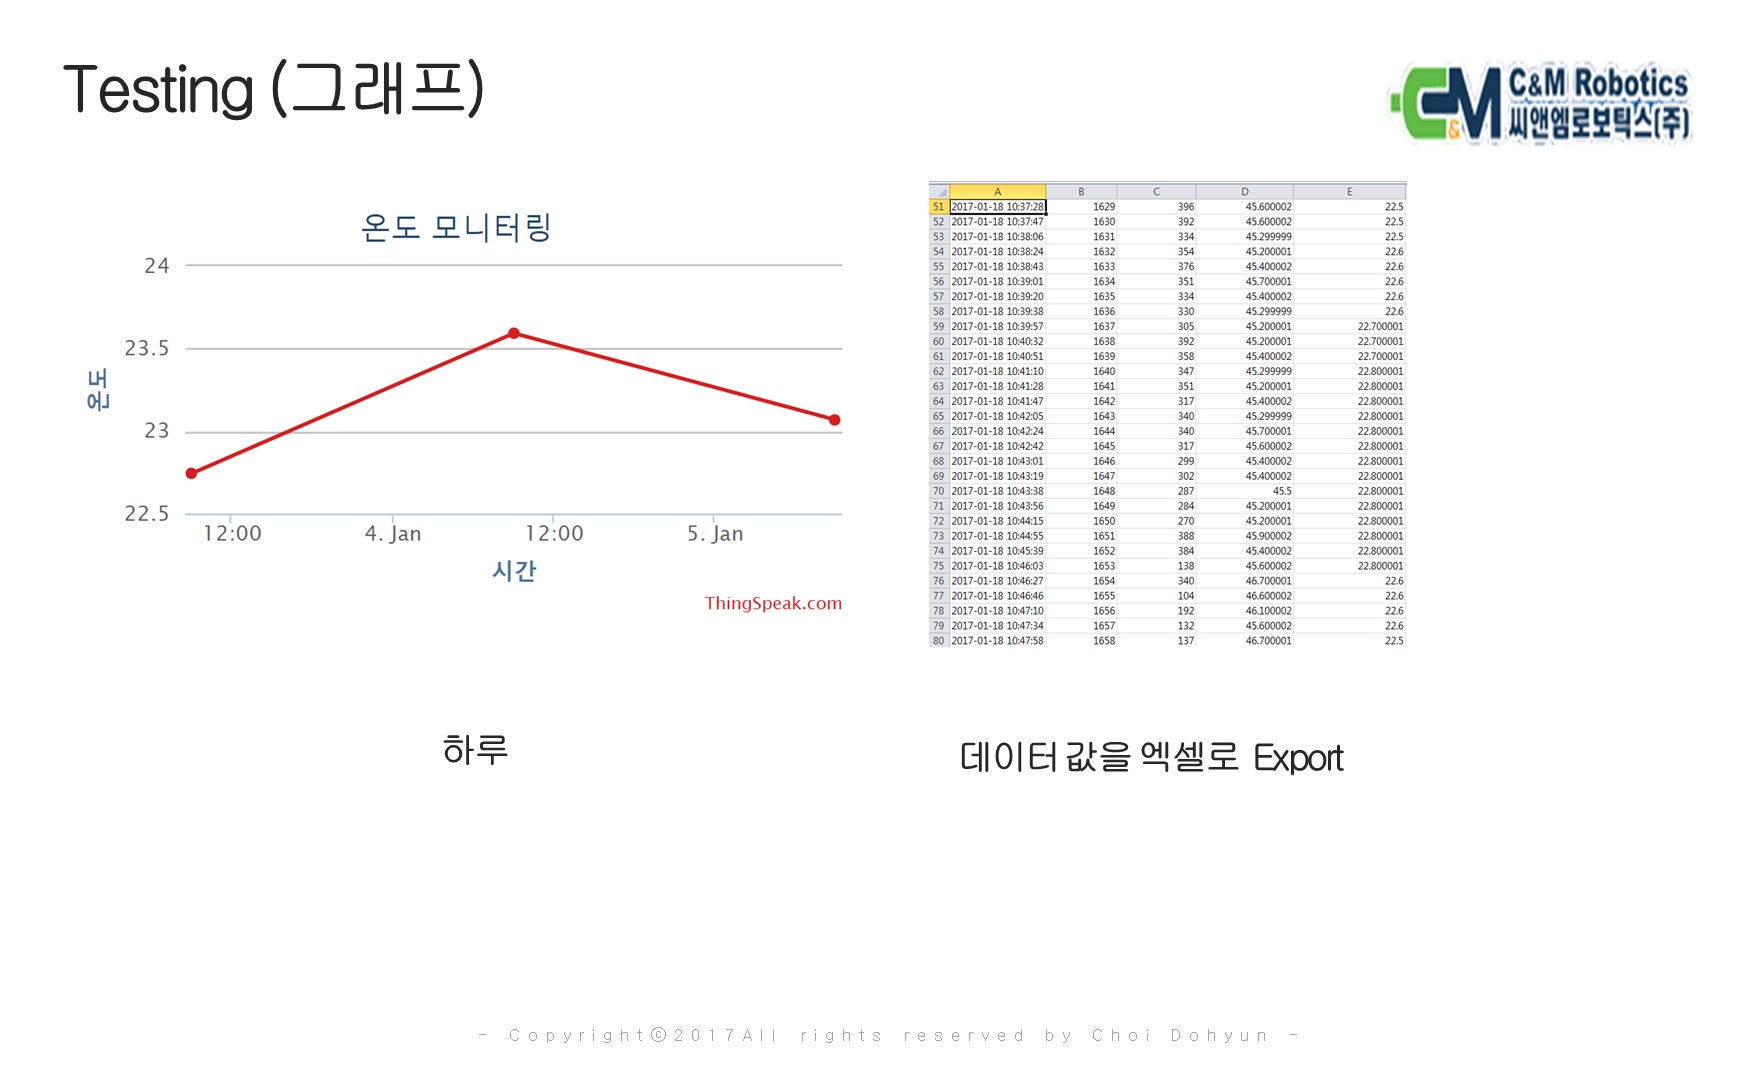 Testing (그래프)
C&M Robotics
씨앤엠로보틱스(주)
온도 모니터링
24
23.5
23
22.5
온도
12:00 4. Jan 12:00 5. Jan
시간
ThingSpeak.com
A B C D E
51 2017-01-18 10:37:28 1629 396 45.600002 22.5
52 2017-01-18 10:37:47 1630 392 45.600002 22.5
53 2017-01-18 10:38:06 1631 334 45.299999 22.5
54 2017-01-18 10:38:24 1632 354 45.200001 22.6
55 2017-01-18 10:38:43 1633 376 45.400002 22.6
56 2017-01-18 10:39:01 1634 351 45.700001 22.6
57 2017-01-18 10:39:20 1635 334 45.400002 22.6
58 2017-01-18 10:39:38 1636 330 45.299999 22.6
59 2017-01-18 10:39:57 1637 305 45.200001 22.700001
60 2017-01-18 10:40:32 1638 392 45.200001 22.700001
61 2017-01-18 10:40:51 1639 358 45.400002 22.700001
62 2017-01-18 10:41:10 1640 347 45.299999 22.800001
63 2017-01-18 10:41:28 1641 351 45.200001 22.800001
64 2017-01-18 10:41:47 1642 317 45.400002 22.800001
65 2017-01-18 10:42:05 1643 340 45.299999 22.800001
66 2017-01-18 10:42:24 1644 340 45.700001 22.800001
67 2017-01-18 10:42:42 1645 317 45.600002 22.800001
68 2017-01-18 10:43:01 1646 299 45.400002 22.800001
69 2017-01-18 10:43:19 1647 302 45.400002 22.800001
70 2017-01-18 10:43:38 1648 287 45.5 22.800001
71 2017-01-18 10:43:56 1649 284 45.200001 22.800001
72 2017-01-18 10:44:15 1650 270 45.200001 22.800001
73 2017-01-18 10:44:55 1651 388 45.900002 22.800001
74 2017-01-18 10:45:39 1652 384 45.400002 22.800001
75 2017-01-18 10:46:03 1653 138 45.600002 22.800001
76 2017-01-18 10:46:27 1654 340 46.700001 22.6
77 2017-01-18 10:46:46 1655 104 46.600002 22.6
78 2017-01-18 10:47:10 1656 192 46.100002 22.6
79 2017-01-18 10:47:34 1657 132 45.600002 22.6
80 2017-01-18 10:47:58 1658 137 46.700001 22.5
하루
데이터 값을 엑셀로 Export
- Copyrightⓒ2017All rights reserved by Choi Dohyun -